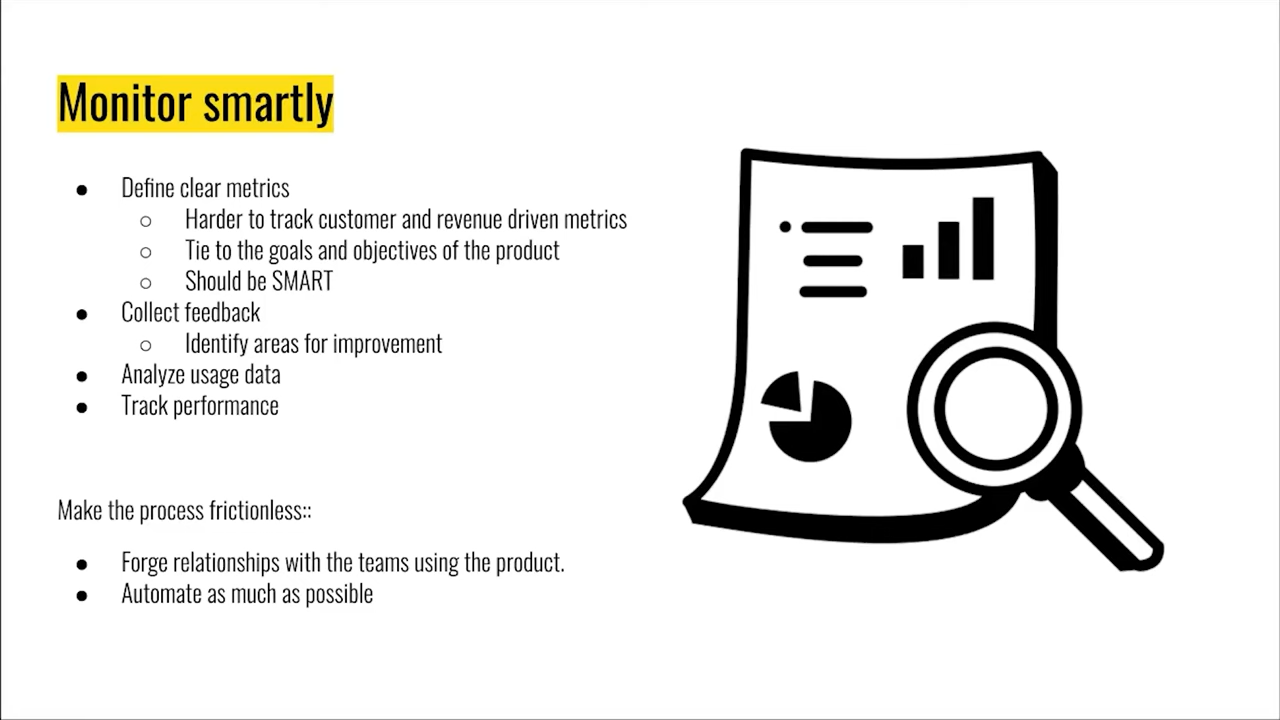 Monitor smartly
● Define clear metrics
○ Harder to track customer and revenue driven metrics
○ Tie to the goals and objectives of the product
○ Should be SMART
● Collect feedback
○ Identify areas for improvement
● Analyze usage data
● Track performance
Make the process frictionless::
● Forge relationships with the teams using the product.
● Automate as much as possible